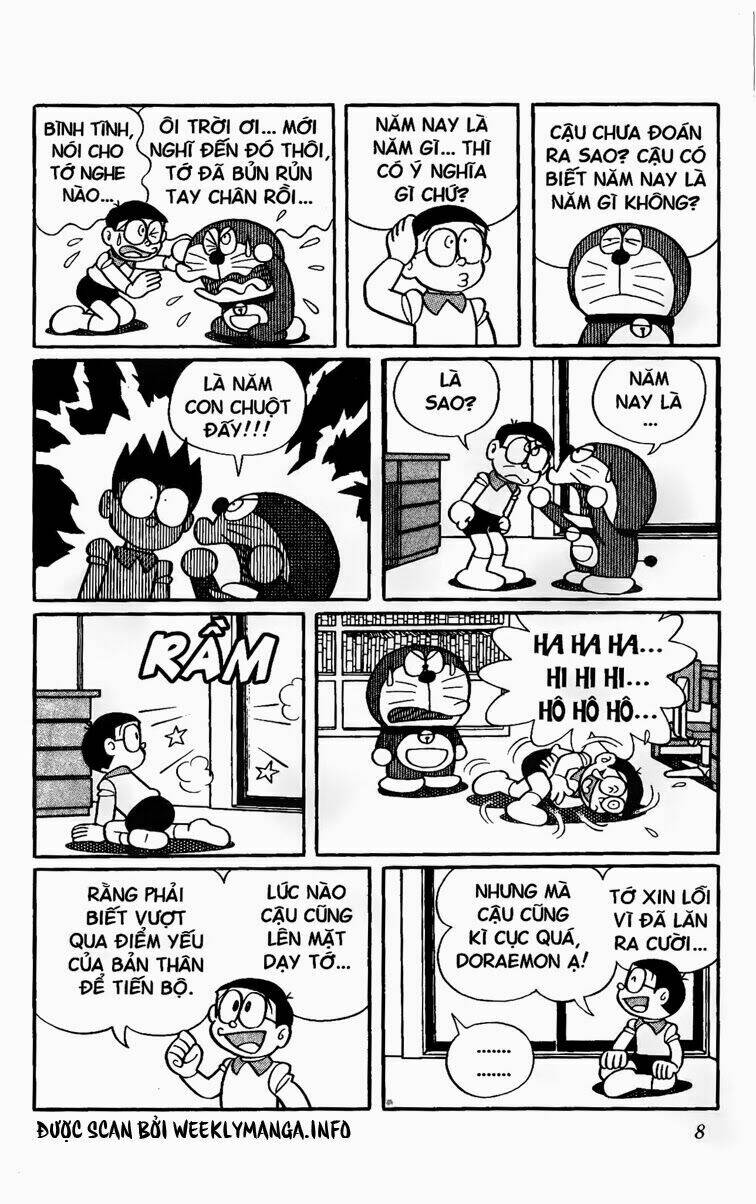 CẬU CHƯA ĐOÁN
RA SAO? CẬU CÓ
BIẾT NĂM NAY LÀ
NĂM GÌ KHÔNG?
NĂM NAY LÀ
NĂM GÌ... THÌ
CÓ Ý NGHĨA
GÌ CHỨ?
ÔI TRỜI ƠI... MỚI
NGHĨ ĐẾN ĐÓ THÔI,
TỚ ĐÃ BỦN RỦN
TAY CHÂN RỒI...
BÌNH TĨNH,
NÓI CHO
TỚ NGHE
NÀO...
NĂM
NAY LÀ
...
LÀ
SAO?
LÀ NĂM
CON CHUỘT
ĐẤY!!!
HA HA HA...
HI HI HI...
HÔ HÔ HÔ...
RẦM
TỚ XIN LỖI
VÌ ĐÃ LĂN
RA CƯỜI...
NHƯNG MÀ
CẬU CŨNG
KÌ CỤC QUÁ,
DORAEMON Ạ!
........
........
LÚC NÀO
CẬU CŨNG
LÊN MẶT
DẠY TỚ...
RẰNG PHẢI
BIẾT VƯỢT
QUA ĐIỂM YẾU
CỦA BẢN THÂN
ĐỂ TIẾN BỘ.
ĐƯỢC SCAN BỞI WEEKLYMANGA.INFO
8